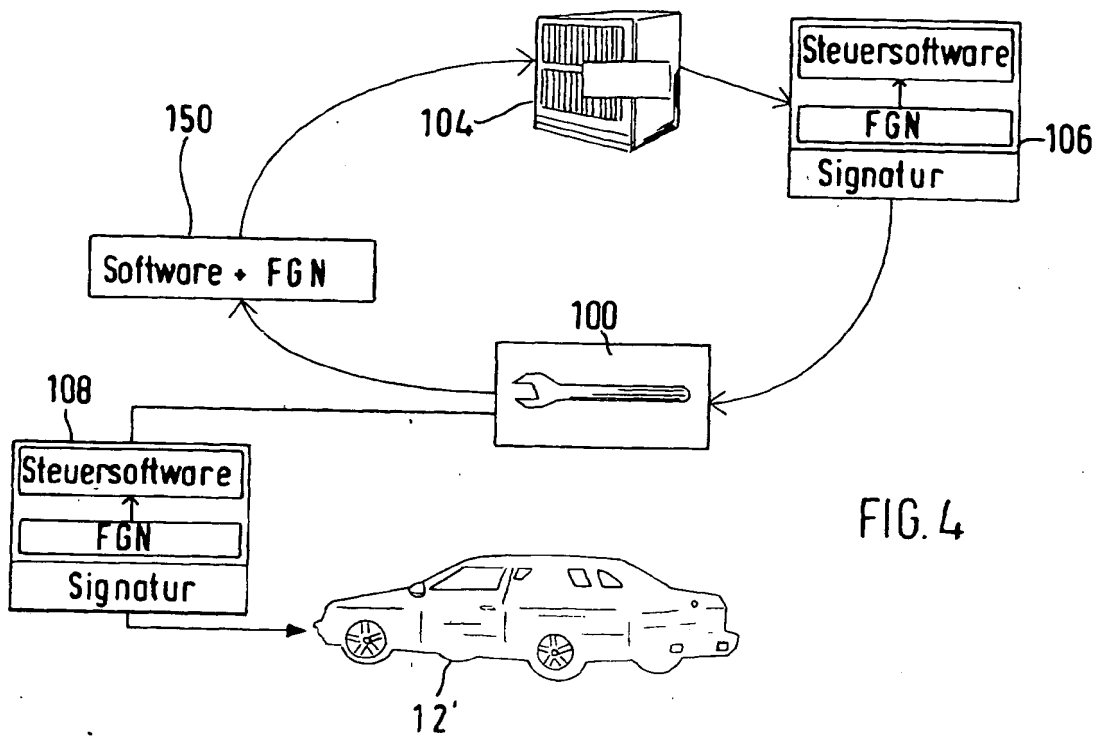 104
Steuersoftware
FGN
Signatur
106
150
Software + FGN
100
108
Steuersoftware
FGN
Signatur
FIG. 4
12'